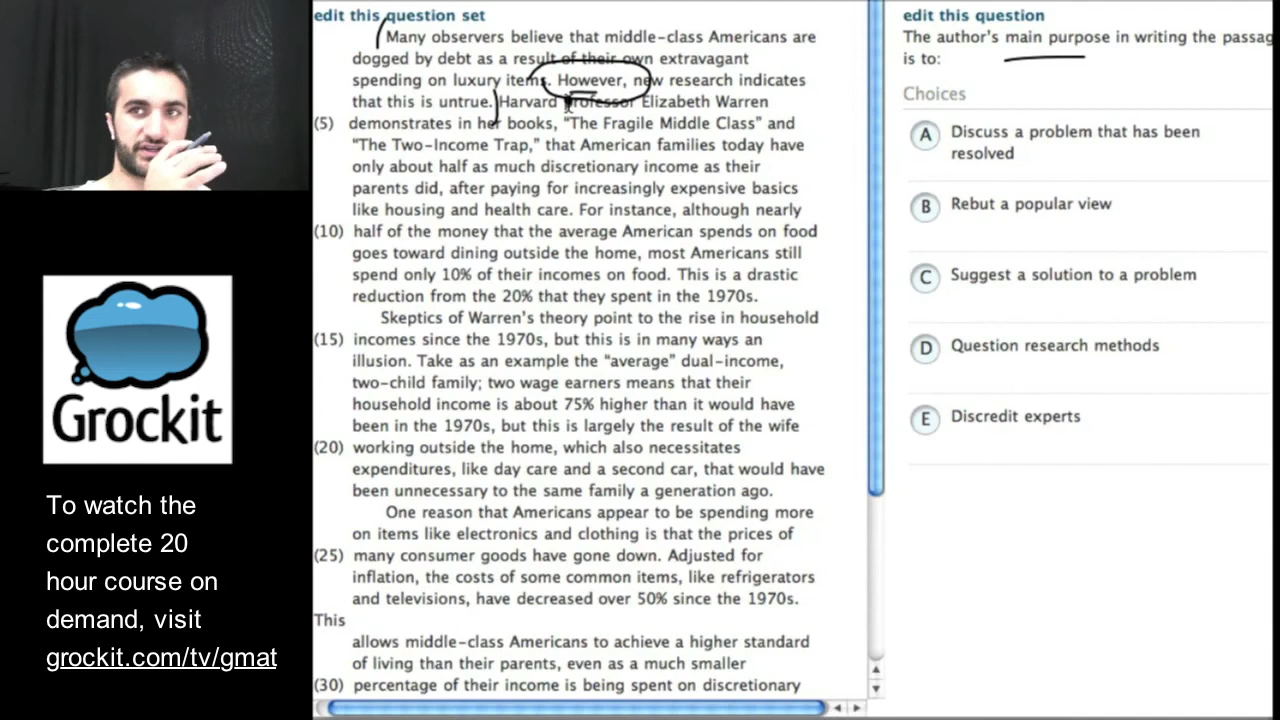 edit this question set
Many observers believe that middle-class Americans are
dogged by debt as a result of their own extravagant
spending on luxury items. However, new research indicates
that this is untrue. Harvard Professor Elizabeth Warren
(5) demonstrates in her books, “The Fragile Middle Class” and
“The Two-Income Trap,” that American families today have
only about half as much discretionary income as their
parents did, after paying for increasingly expensive basics
like housing and health care. For instance, although nearly
(10) half of the money that the average American spends on food
goes toward dining outside the home, most Americans still
spend only 10% of their incomes on food. This is a drastic
reduction from the 20% that they spent in the 1970s.
Skeptics of Warren's theory point to the rise in household
(15) incomes since the 1970s, but this is in many ways an
illusion. Take as an example the “average” dual-income,
two-child family; two wage earners means that their
household income is about 75% higher than it would have
been in the 1970s, but this is largely the result of the wife
(20) working outside the home, which also necessitates
expenditures, like day care and a second car, that would have
been unnecessary to the same family a generation ago.
One reason that Americans appear to be spending more
on items like electronics and clothing is that the prices of
(25) many consumer goods have gone down. Adjusted for
inflation, the costs of some common items, like refrigerators
and televisions, have decreased over 50% since the 1970s.
This
allows middle-class Americans to achieve a higher standard
of living than their parents, even as a much smaller
(30) percentage of their income is being spent on discretionary
edit this question
The author's main purpose in writing the passag
is to:
Choices
A Discuss a problem that has been
resolved
B Rebut a popular view
C Suggest a solution to a problem
D Question research methods
E Discredit experts
Grockit
To watch the
complete 20
hour course on
demand, visit
grockit.com/tv/gmat